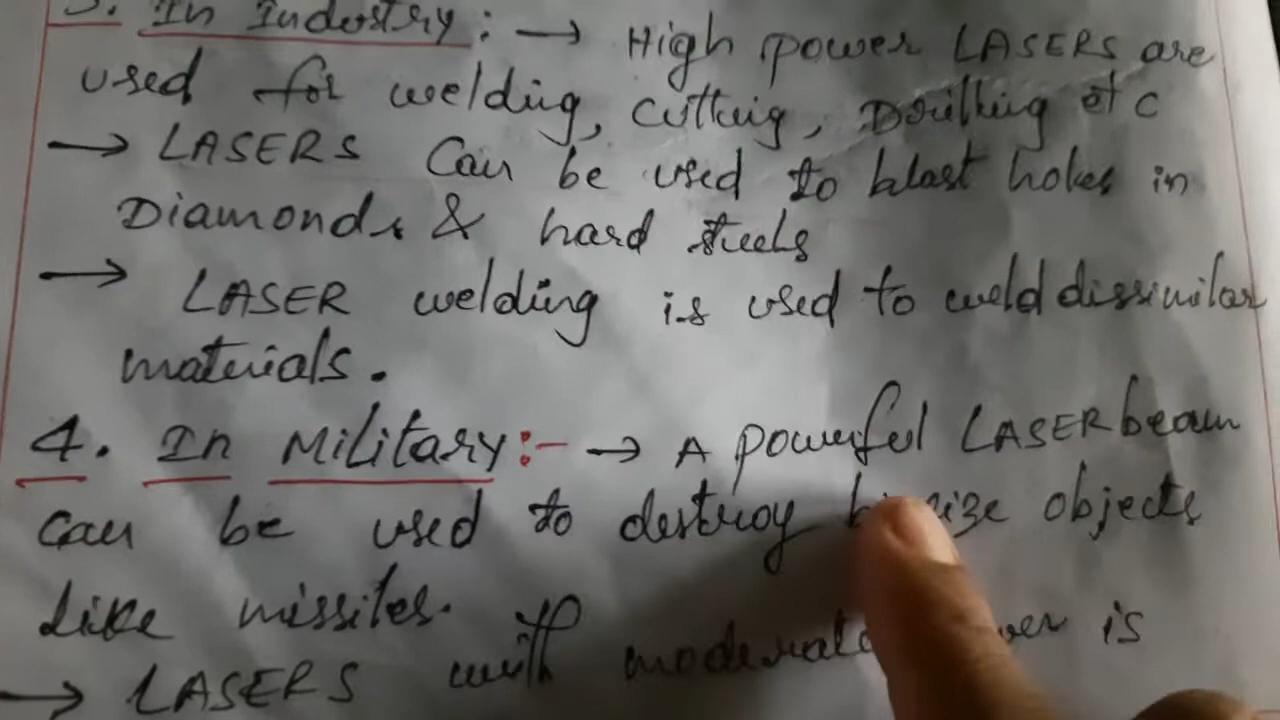 3. In Industry: → High power LASERS are
used for welding, Cutting, Drilling etc
→ LASERS Can be used to blast holes in
Diamonds & hard steels
→ LASER welding is used to weld dissimilar
materials.
4. In Military:- → A powerful LASER beam
can be used to destroy size objects
Like missiles.
→ LASERS with moderate is